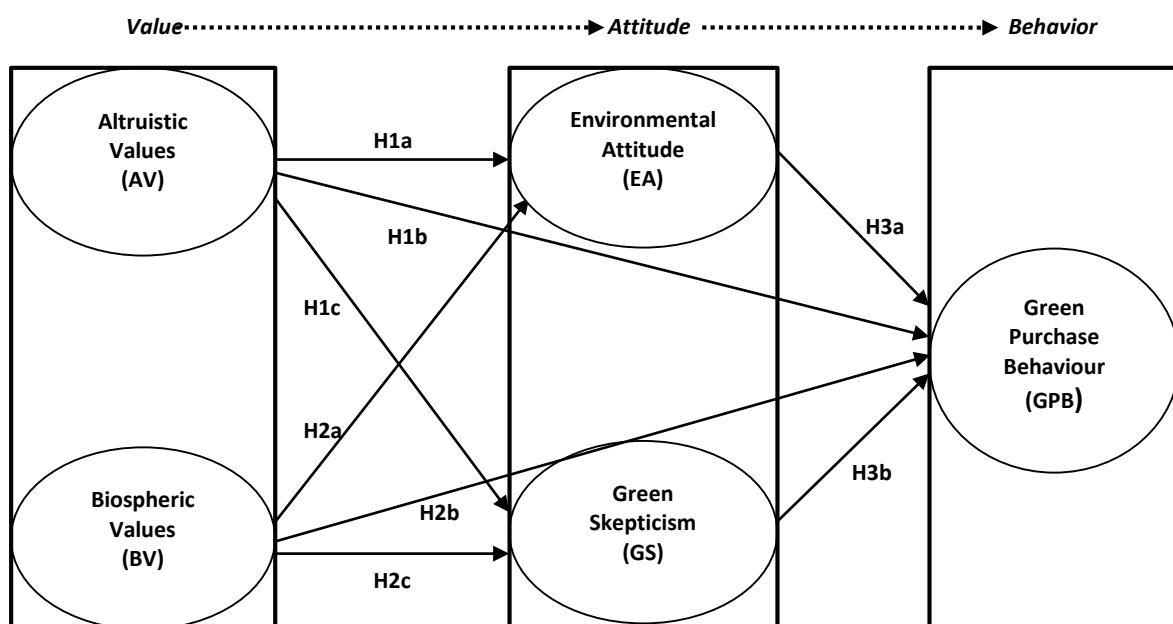 Value
Attitude
Behavior
Altruistic
Values
(AV)
Environmental
Attitude
(EA)
H1a
H1b
H1c
H3a
Green
Purchase
Behaviour
(GPB)
H2a
H2b
H2c
H3b
Biospheric
Values
(BV)
Green
Skepticism
(GS)